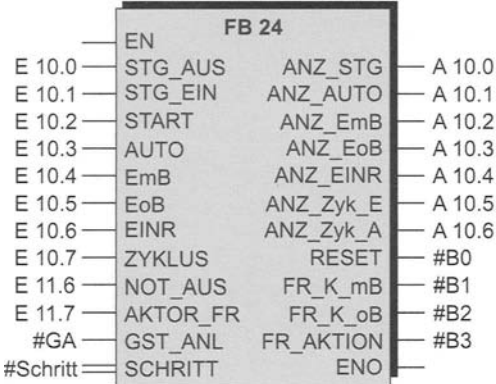 FB 24
EN
E 10.0 STG_AUS ANZ_STG A 10.0
E 10.1 STG_EIN ANZ_AUTO A 10.1
E 10.2 START ANZ_EmB A 10.2
E 10.3 AUTO ANZ_EoB A 10.3
E 10.4 EmB ANZ_EINR A 10.4
E 10.5 EoB ANZ_Zyk_E A 10.5
E 10.6 EINR ANZ_Zyk_A A 10.6
E 10.7 ZYKLUS RESET #B0
E 11.6 NOT_AUS FR_K_mB #B1
E 11.7 AKTOR_FR FR_K_oB #B2
#GA GST_ANL FR_AKTION #B3
#Schritt SCHRITT ENO